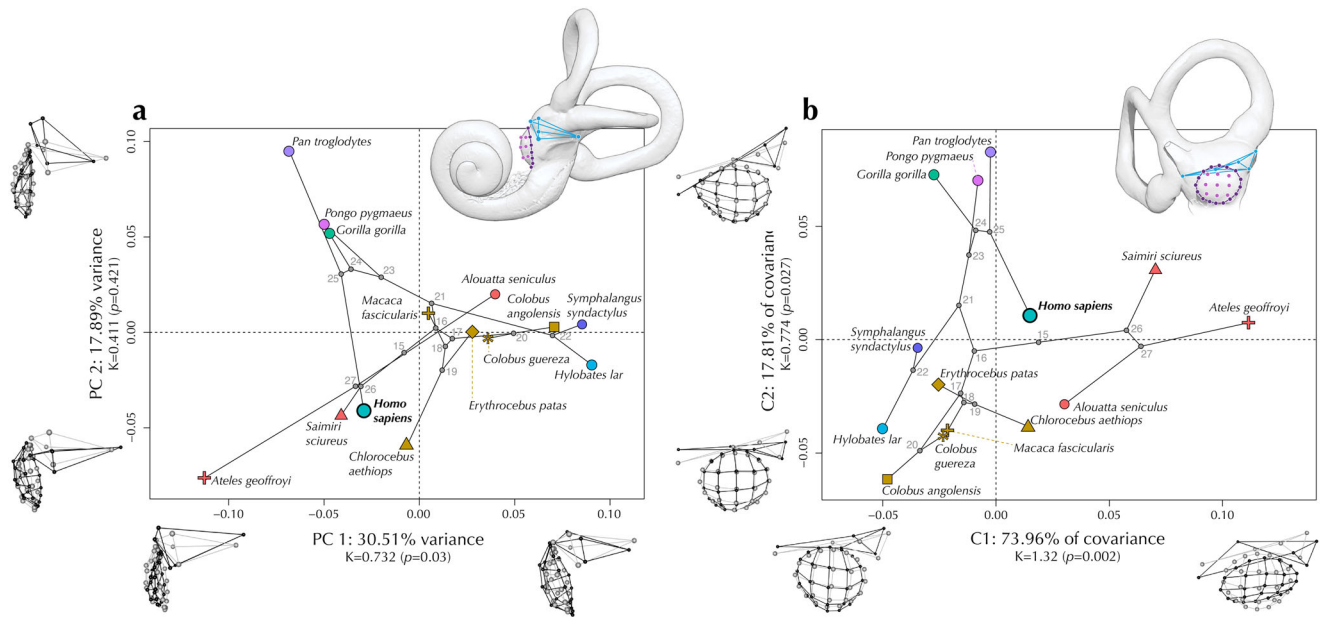 a
PC 2: 17.89% variance
K=0.411 (p=0.421)
0.10
0.05
0.00
−0.05
Pan troglodytes
Pongo pygmaeus
Gorilla gorilla
24
23
25
Alouatta seniculus
21
Macaca
fascicularis
Colobus
angolensis
Symphalangus
syndactylus
16
17
18
15
20
22
Colobus guereza
Hylobates lar
19
27
26
Erythrocebus patas
Homo
sapiens
Saimiri
sciureus
Chlorocebus
aethiops
Ateles geoffroyi
−0.10
−0.05
0.00
0.05
0.10
PC 1: 30.51% variance
K=0.732 (p=0.03)
b
C2: 17.81% of covarian
K=0.774 (p=0.027)
0.05
0.00
−0.05
Pan troglodytes
Pongo pygmaeus
Gorilla gorilla
24
25
23
Saimiri sciureus
21
Homo sapiens
Ateles geoffroyi
Symphalangus
syndactylus
15
26
16
27
22
Erythrocebus patas
17
18
19
Alouatta seniculus
Chlorocebus aethiops
Hylobates lar
20
Colobus
guereza
Macaca fascicularis
Colobus angolensis
−0.05
0.00
0.05
0.10
C1: 73.96% of covariance
K=1.32 (p=0.002)